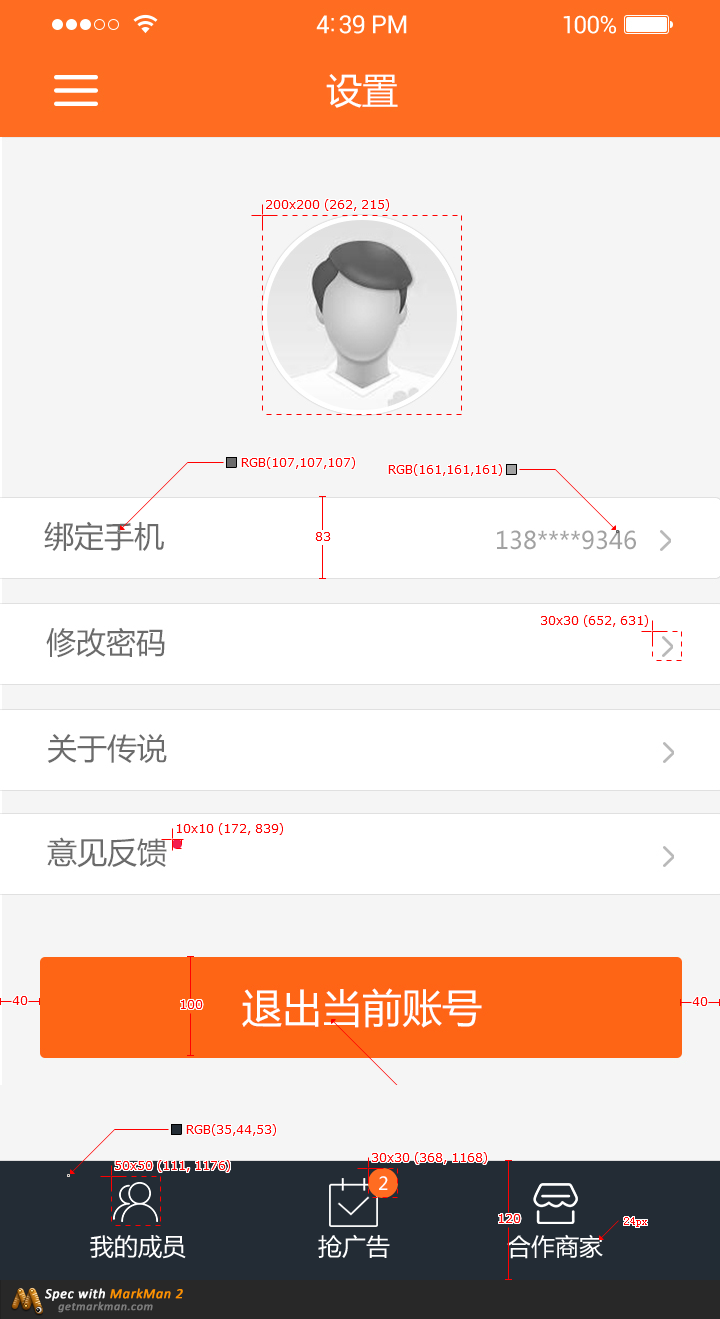 4:39 PM
100%
设置
200x200 (262, 215)
RGB(107,107,107)
RGB(161,161,161)
绑定手机
83
138****9346
30x30 (652, 631)
修改密码
关于传说
10x10 (172, 839)
意见反馈
40
100
退出当前账号
40
RGB(35,44,53)
50x50 (111, 1176)
30x30 (368, 1168)
2
120
24px
我的成员
抢广告
合作商家
Spec with MarkMan 2
getmarkman.com